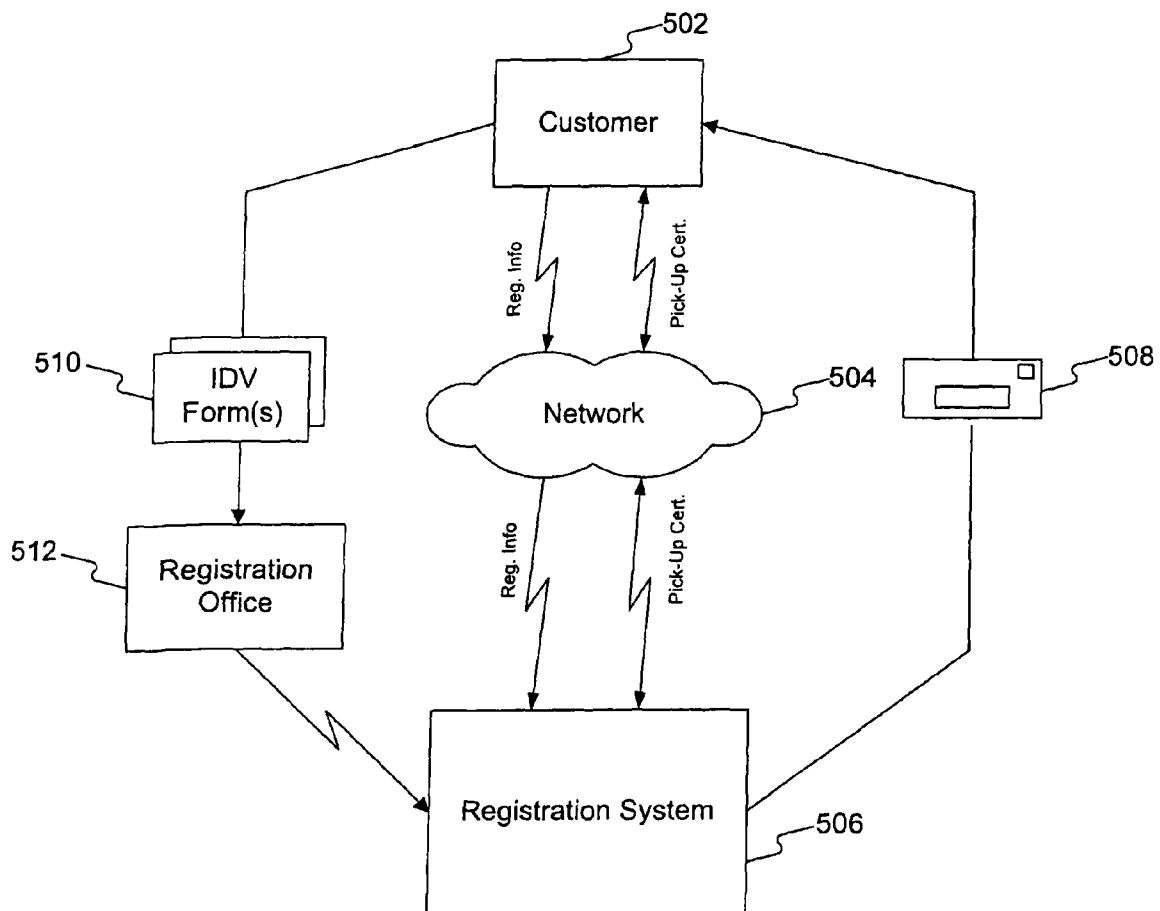 502
Customer
Reg. Info
Pick-Up Cert.
510
IDV
Form(s)
Network
504
508
512
Registration
Office
Reg. Info
Pick-Up Cert.
Registration System
506